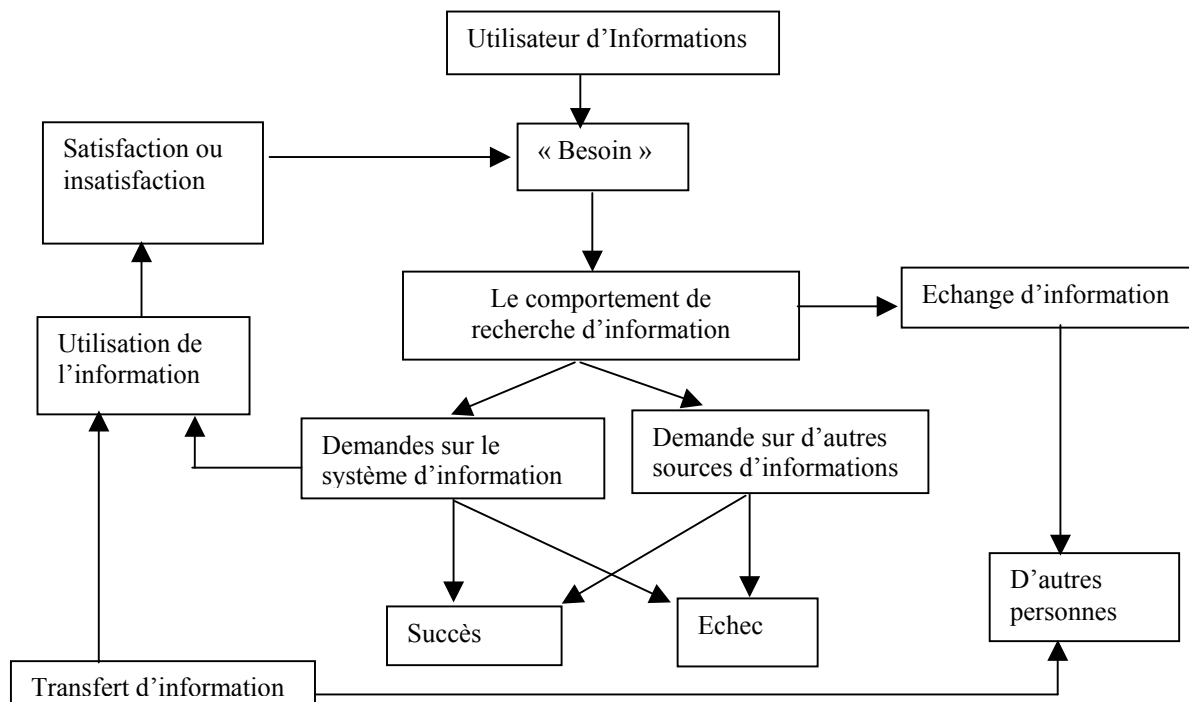 Utilisateur d’Informations
Satisfaction ou
insatisfaction
« Besoin »
Le comportement de
recherche d’information
Echange d’information
Utilisation de
l’information
Demandes sur le
système d’information
Demande sur d'autres
sources d’informations
D’autres
personnes
Succès
Echec
Transfert d’information